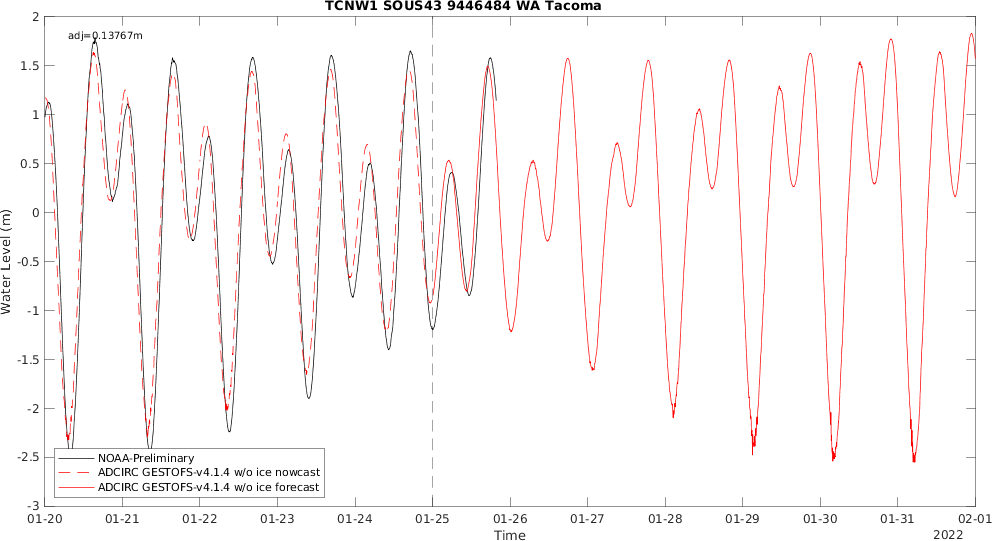 TCNW1 SOUS43 9446484 WA Tacoma
adj=0.13767m
2
1.5
1
0.5
0
-0.5
-1
-1.5
-2
-2.5
-3
Water Level (m)
NOAA-Preliminary
ADCIRC GESTOFS-v4.1.4 w/o ice nowcast
ADCIRC GESTOFS-v4.1.4 w/o ice forecast
01-20 01-21 01-22 01-23 01-24 01-25 01-26 01-27 01-28 01-29 01-30 01-31 02-01
Time
2022